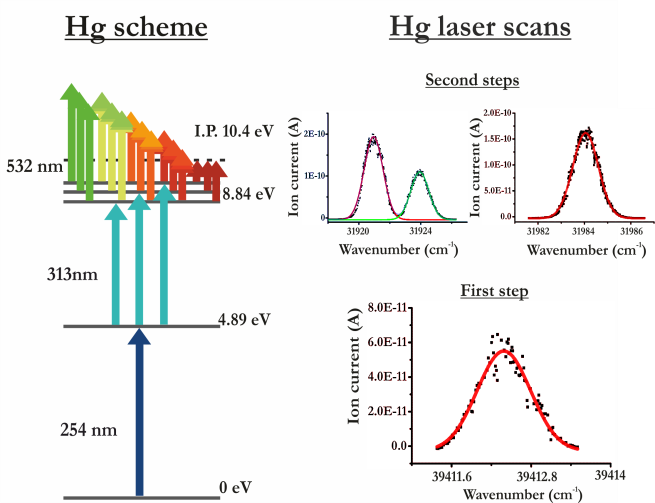 Hg scheme
I.P. 10.4 eV
532 nm
8.84 eV
313nm
4.89 eV
254 nm
0 eV
Hg laser scans
Second steps
Ion current (A)
2E-10
1E-10
0
31920
31924
Wavenumber (cm⁻¹)
Ion current (A)
2.0E-10
1.5E-10
1.0E-10
5.0E-11
0.0
31982
31984
31986
Wavenumber (cm⁻¹)
First step
Ion current (A)
8.0E-11
6.0E-11
4.0E-11
2.0E-11
0.0
39411.6
39412.8
39414
Wavenumber (cm⁻¹)